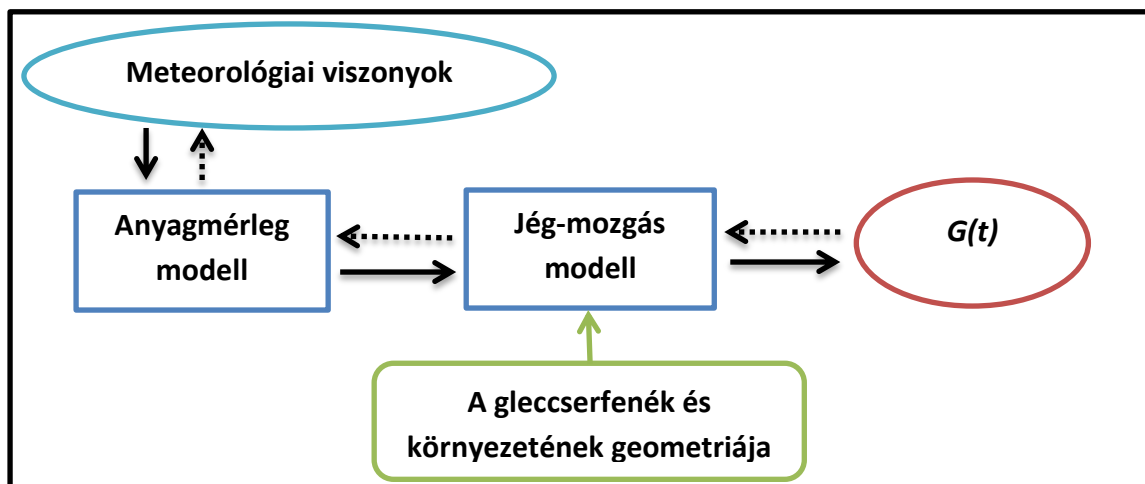 Meteorológiai viszonyok
Anyagmérleg
modell
Jég-mozgás
modell
G(t)
A gleccserfenék és
környezetének geometriája